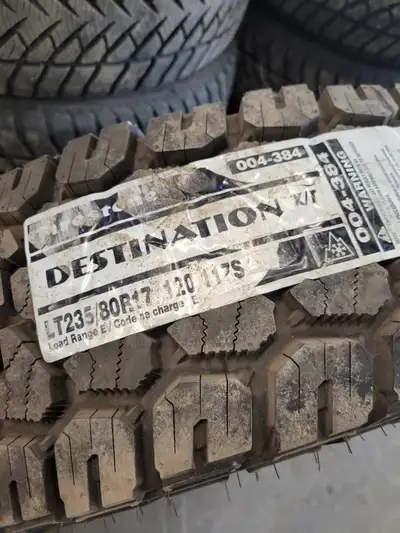 004-384
DESTINATION X/T
LT235/80R17 120 117S
Load Range E / Code de charge E
004-384
WARNING